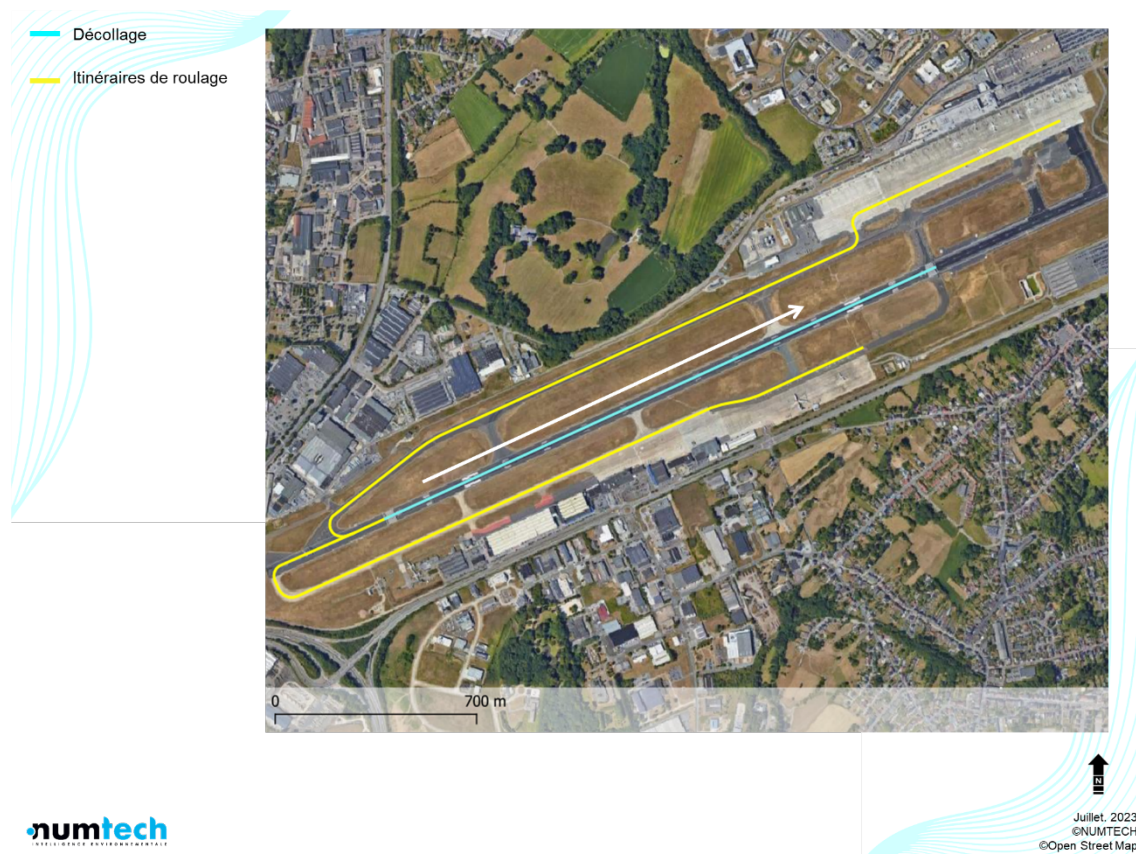 Décollage
Itinéraires de roulage
0 700 m
N
numtech
INTELLIGENCE ENVIRONNEMENTALE
Juillet. 2023
©NUMTECH
©Open Street Map